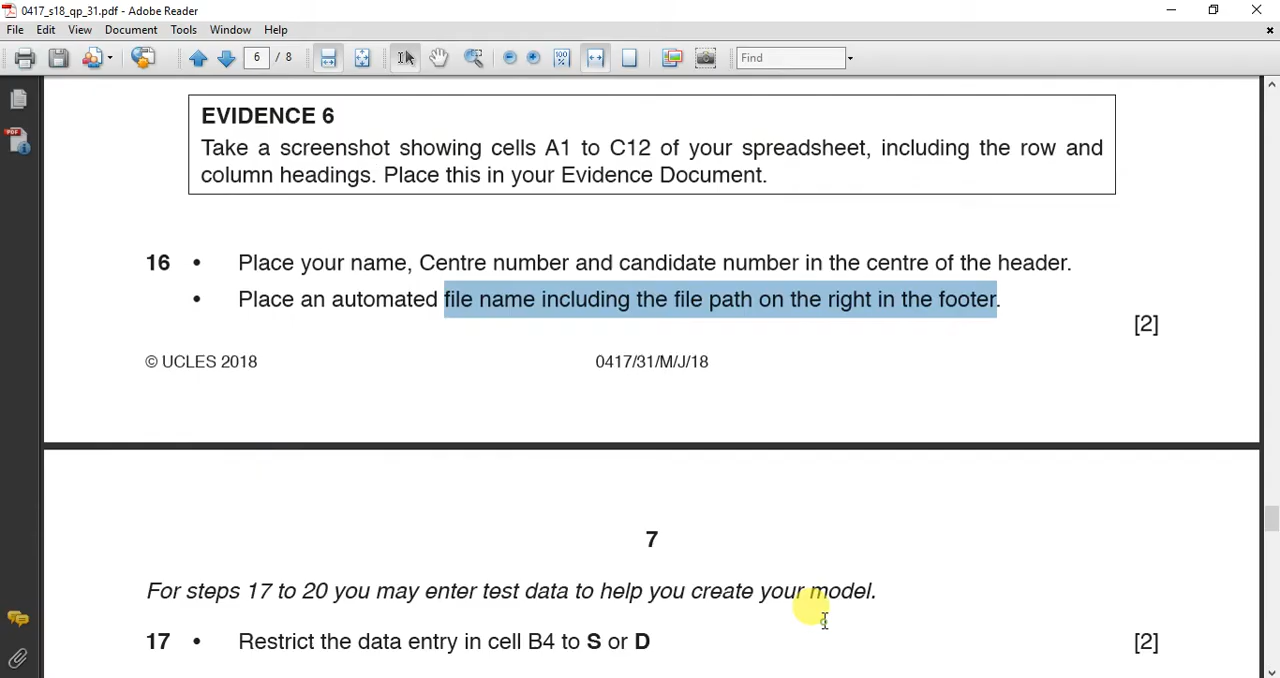 0417_s18_qp_31.pdf - Adobe Reader
File Edit View Document Tools Window Help
6 / 8 100% Find
EVIDENCE 6
Take a screenshot showing cells A1 to C12 of your spreadsheet, including the row and
column headings. Place this in your Evidence Document.
16 • Place your name, Centre number and candidate number in the centre of the header.
• Place an automated file name including the file path on the right in the footer.
[2]
© UCLES 2018 0417/31/M/J/18
7
For steps 17 to 20 you may enter test data to help you create your model.
17 • Restrict the data entry in cell B4 to S or D [2]